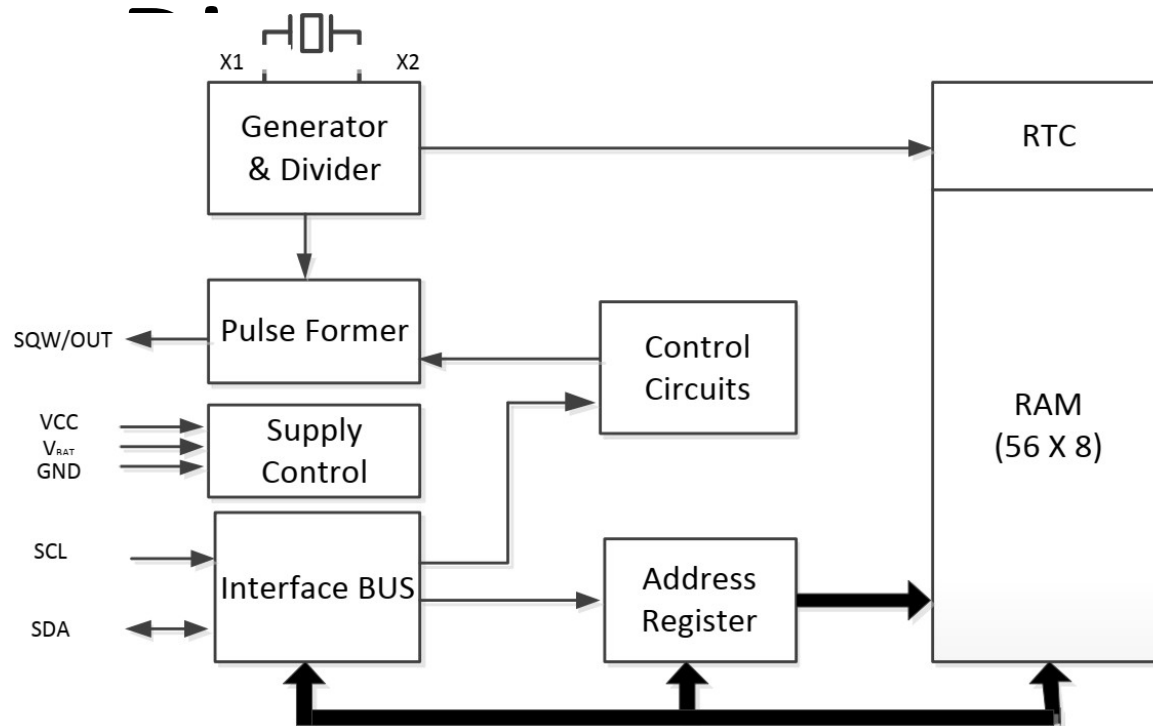 X1
X2
Generator
& Divider
RTC
Pulse Former
SQW/OUT
Control
Circuits
VCC
VBAT
GND
Supply
Control
RAM
(56 X 8)
SCL
Interface BUS
SDA
Address
Register